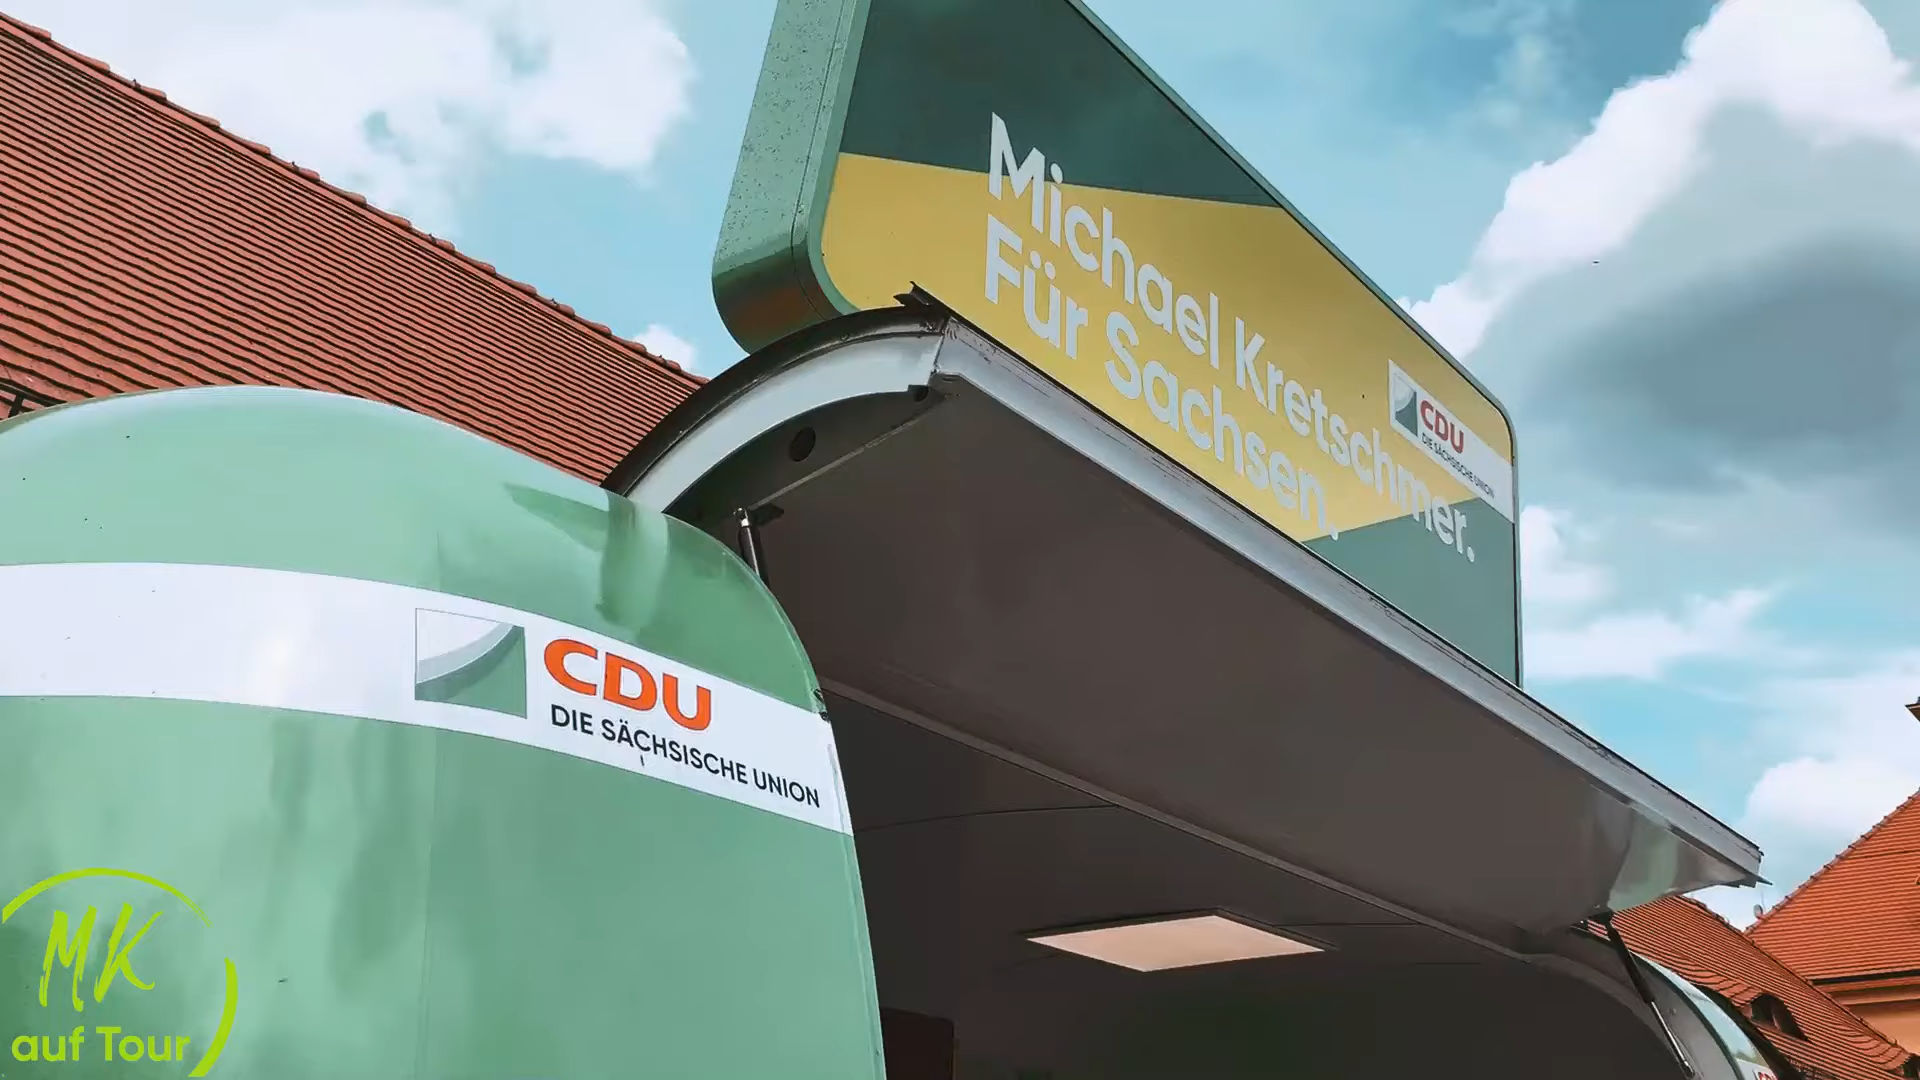 Michael Kretschmer.
Für Sachsen.
CDU
DIE SÄCHSISCHE UNION
CDU
DIE SÄCHSISCHE UNION
MK
auf Tour